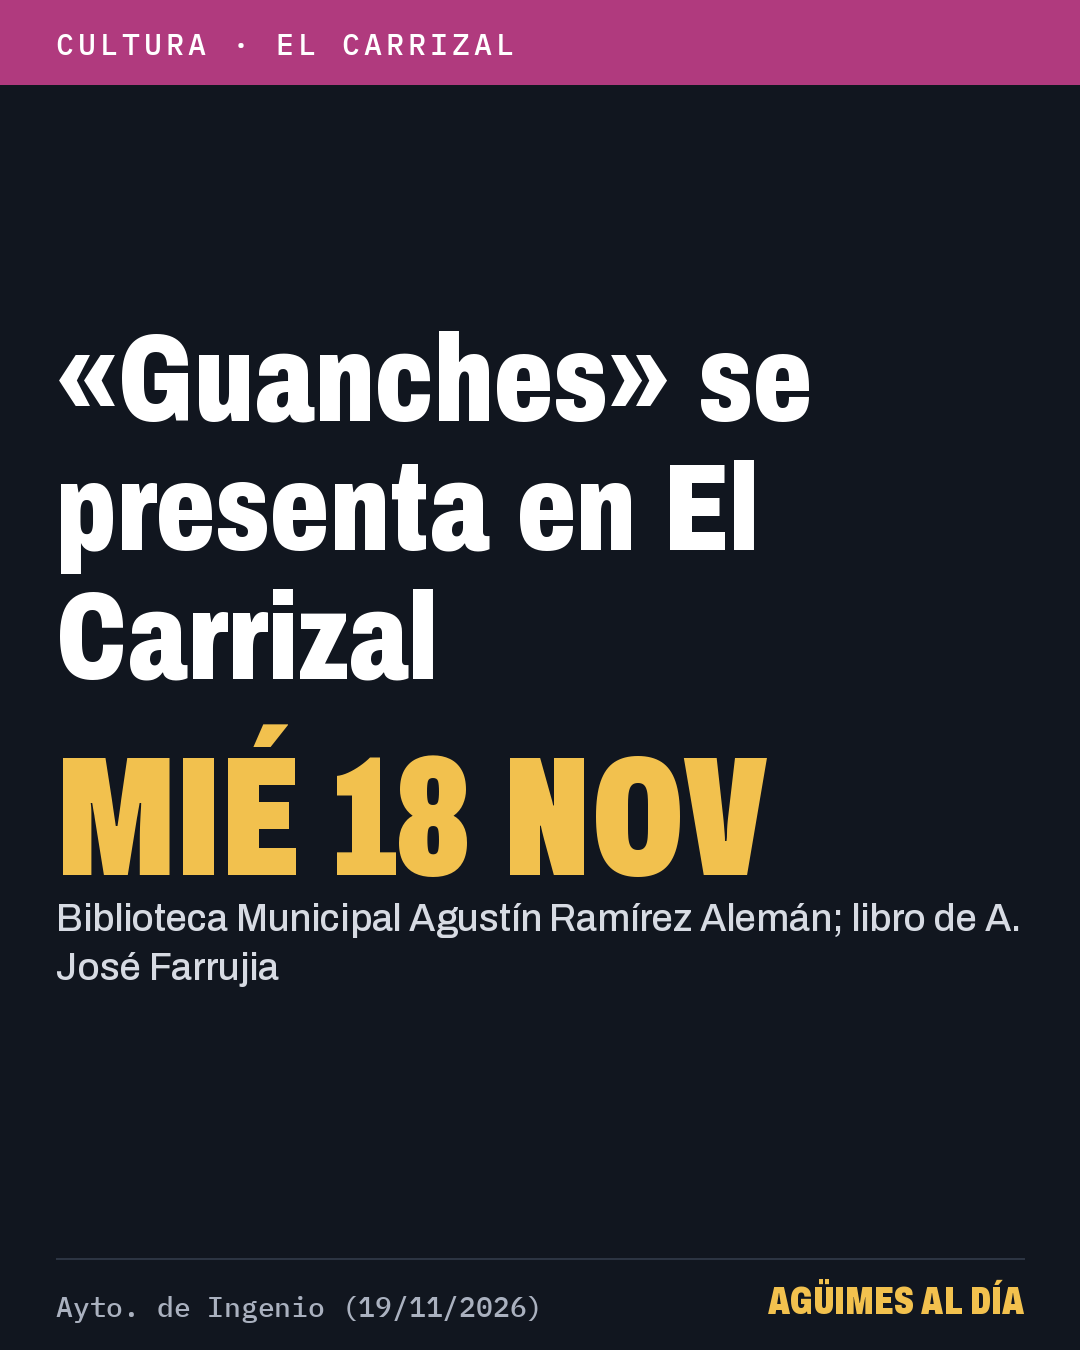 CULTURA · EL CARRIZAL
«Guanches» se
presenta en El
Carrizal
MIÉ 18 NOV
Biblioteca Municipal Agustín Ramírez Alemán; libro de A.
José Farrujia
Ayto. de Ingenio (19/11/2026)
AGÜIMES AL DÍA